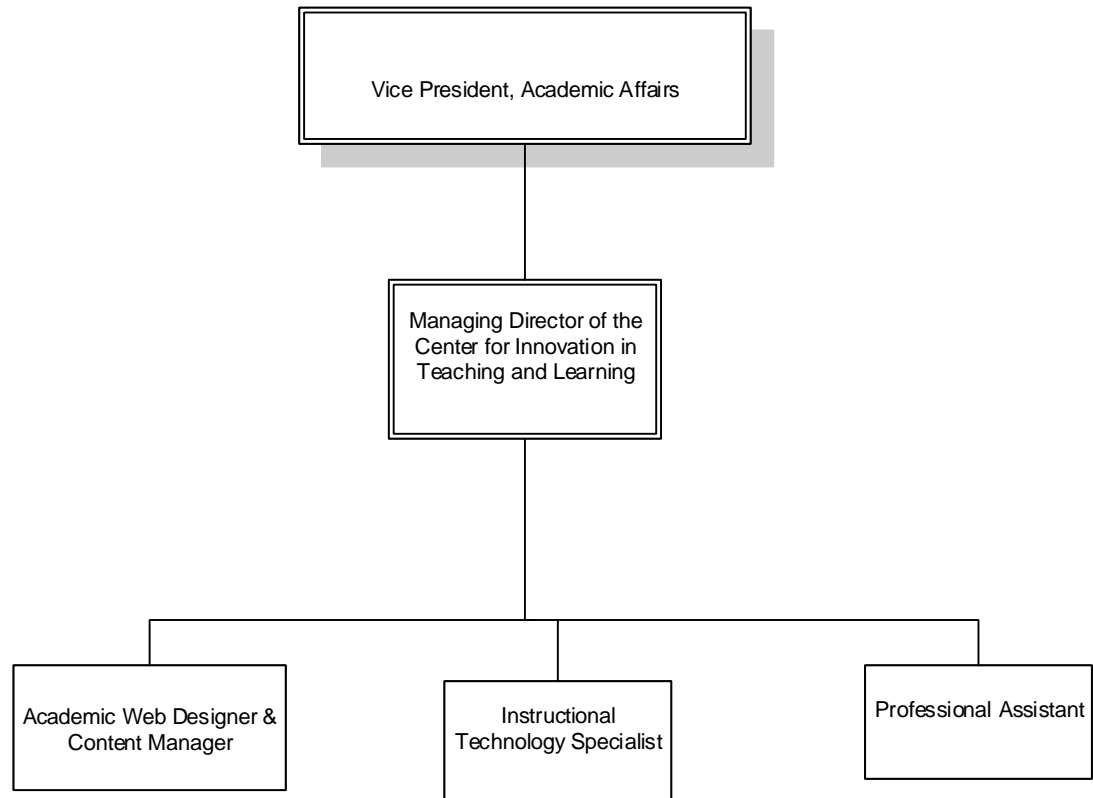 Vice President, Academic Affairs
Managing Director of the
Center for Innovation in
Teaching and Learning
Academic Web Designer &
Content Manager
Instructional
Technology Specialist
Professional Assistant